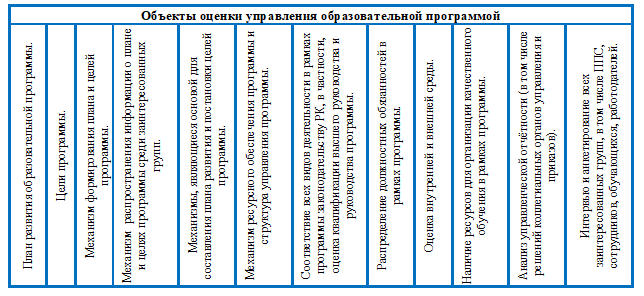 Объекты оценки управления образовательной программой
План развития образовательной программы.
Цели программы.
Механизм формирования плана и целей
программы.
Механизм распространения информации о плане
и целях программы среди заинтересованных
групп.
Механизмы, являющиеся основой для
составления плана развития и постановки целей
программы.
Механизм ресурсного обеспечения программы и
структура управления программы.
Соответствие всех видов деятельности в рамках
программы законодательству РК, в частности,
оценка квалификации высшего руководства и
руководства программы.
Распределение должностных обязанностей в
рамках программы.
Оценка внутренней и внешней среды.
Наличие ресурсов для организации качественного
обучения в рамках программы.
Анализ управленческой отчётности (в том числе
решений коллегиальных органов управления и
приказов).
Интервью и анкетирование всех
заинтересованных групп, в том числе ППС,
сотрудников, обучающихся, работодателей.